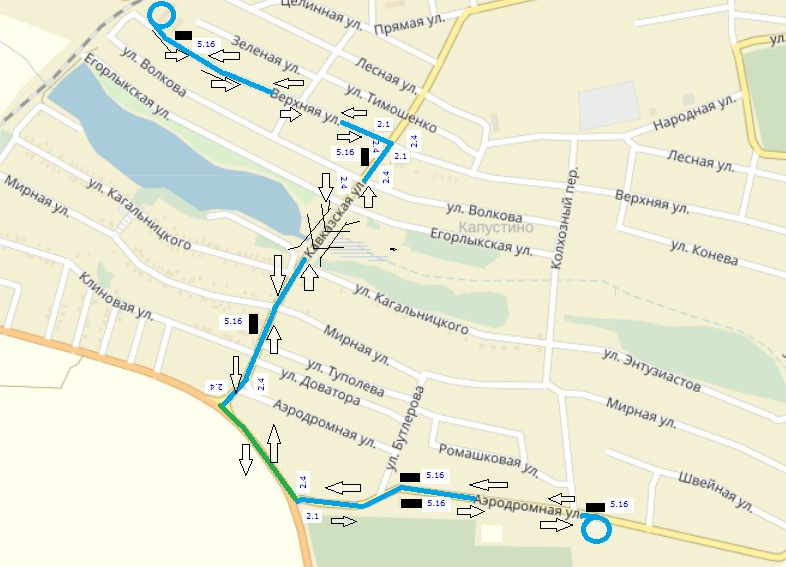 Целинная ул.
Прямая ул.
ул.
5.16
Зеленая ул.
ул. Волкова
Лесная ул.
Егорлыкская ул.
ул. Тимошенко
Верхняя ул.
Народная ул.
2.1
2.4
2.4
5.16
2.1
Лесная ул.
2.4
2.4
Мирная ул.
ул. Кагальницкого
Кавказская ул.
ул. Волкова
Верхняя ул.
Капустино
Егорлыкская ул.
Колхозный пер.
ул. Конева
Клиновая ул.
ул. Кагальницкого
5.16
Мирная ул.
ул. Энтузиастов
ул. Туполева
2.4
2.4
ул. Доватора
Мирная ул.
Аэродромная ул.
ул. Бутлерова
Ромашковая ул.
2.4
5.16
Швейная ул.
5.16
Аэродромная ул.
5.16
2.1